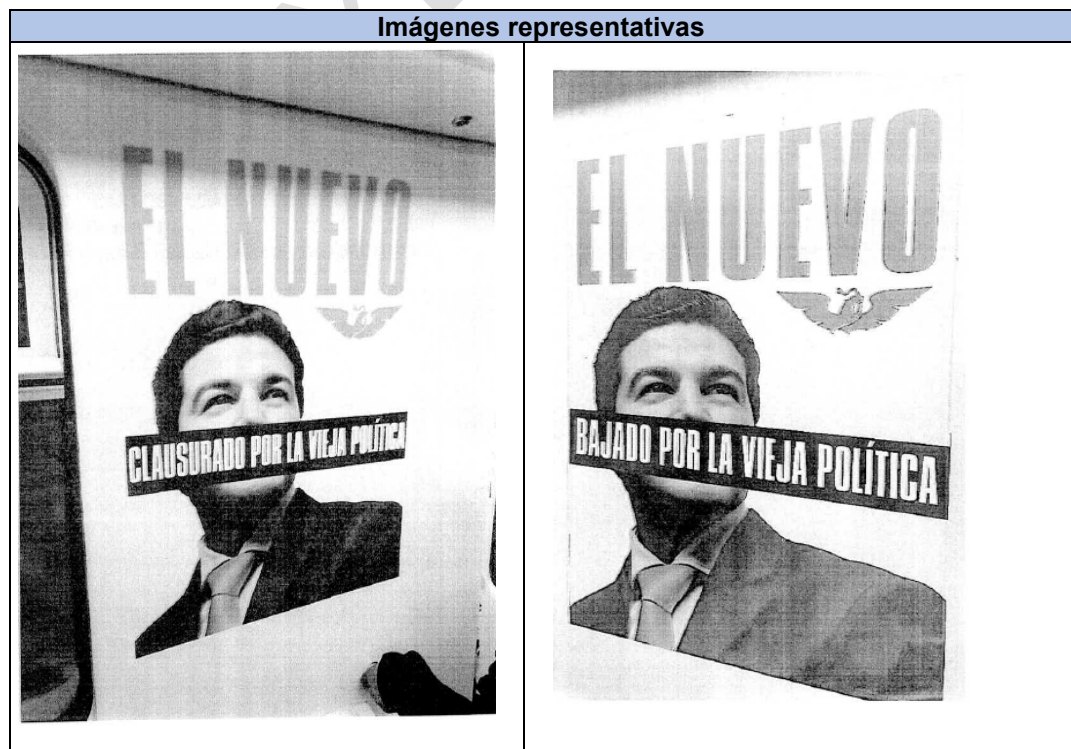 Imágenes representativas
EL NUEVO
CLAUSURADO POR LA VIEJA POLÍTICA
EL NUEVO
BAJADO POR LA VIEJA POLÍTICA